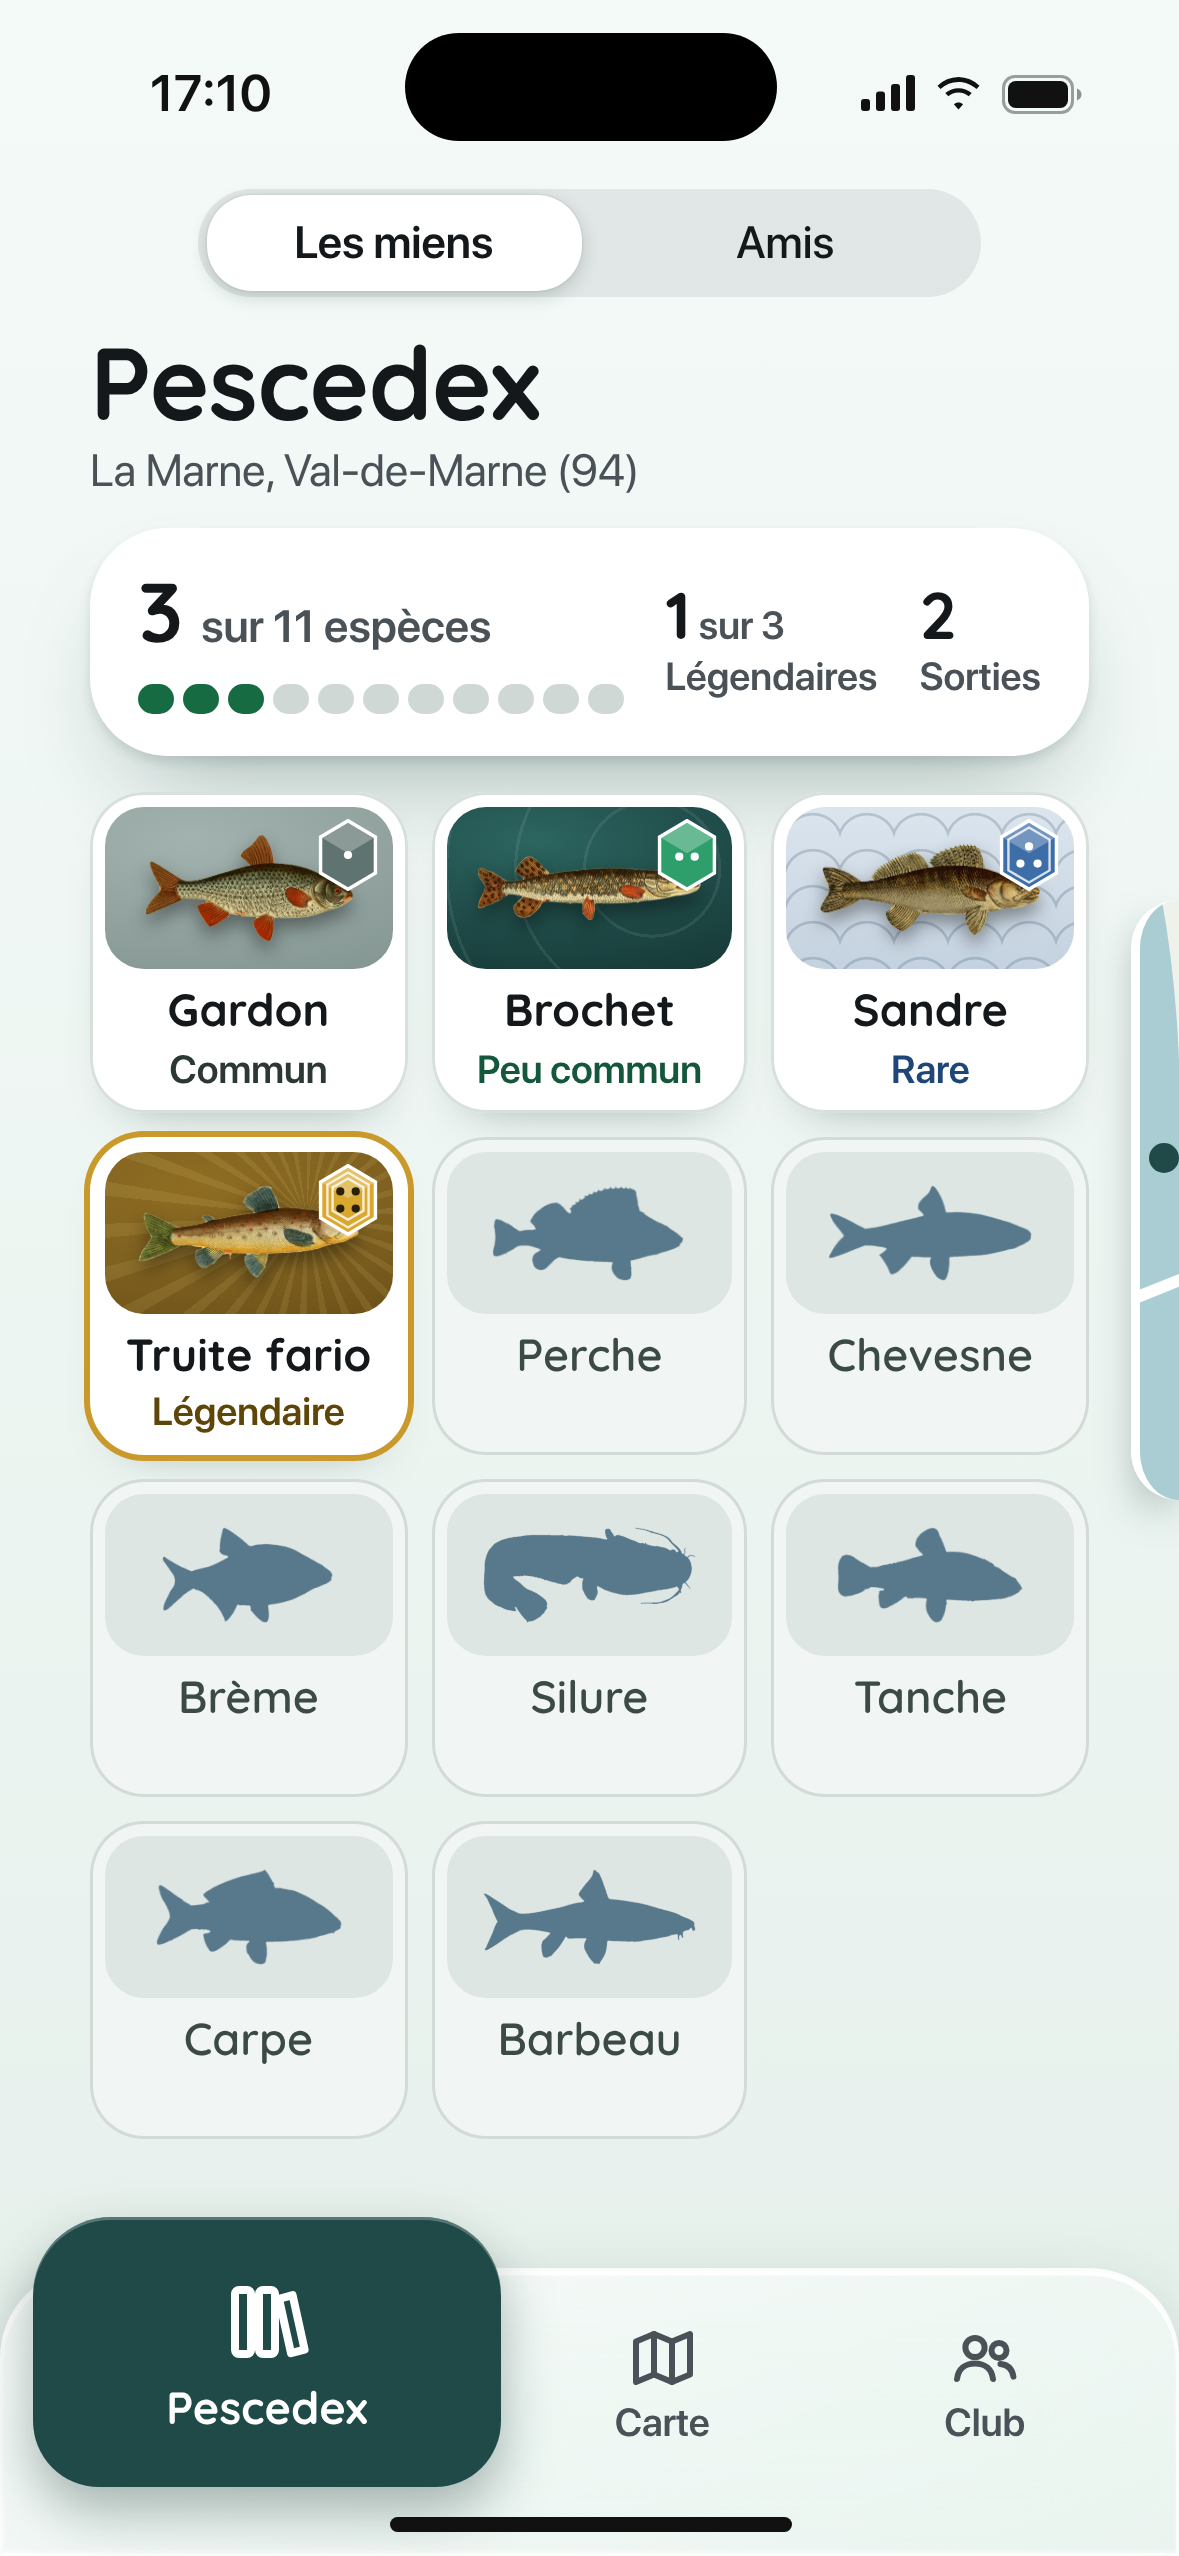 17:10
Les miens
Amis
Pescedex
La Marne, Val-de-Marne (94)
3 sur 11 espèces
1 sur 3
Légendaires
2
Sorties
Gardon
Commun
Brochet
Peu commun
Sandre
Rare
Truite fario
Légendaire
Perche
Chevesne
Brème
Silure
Tanche
Carpe
Barbeau
Pescedex
Carte
Club